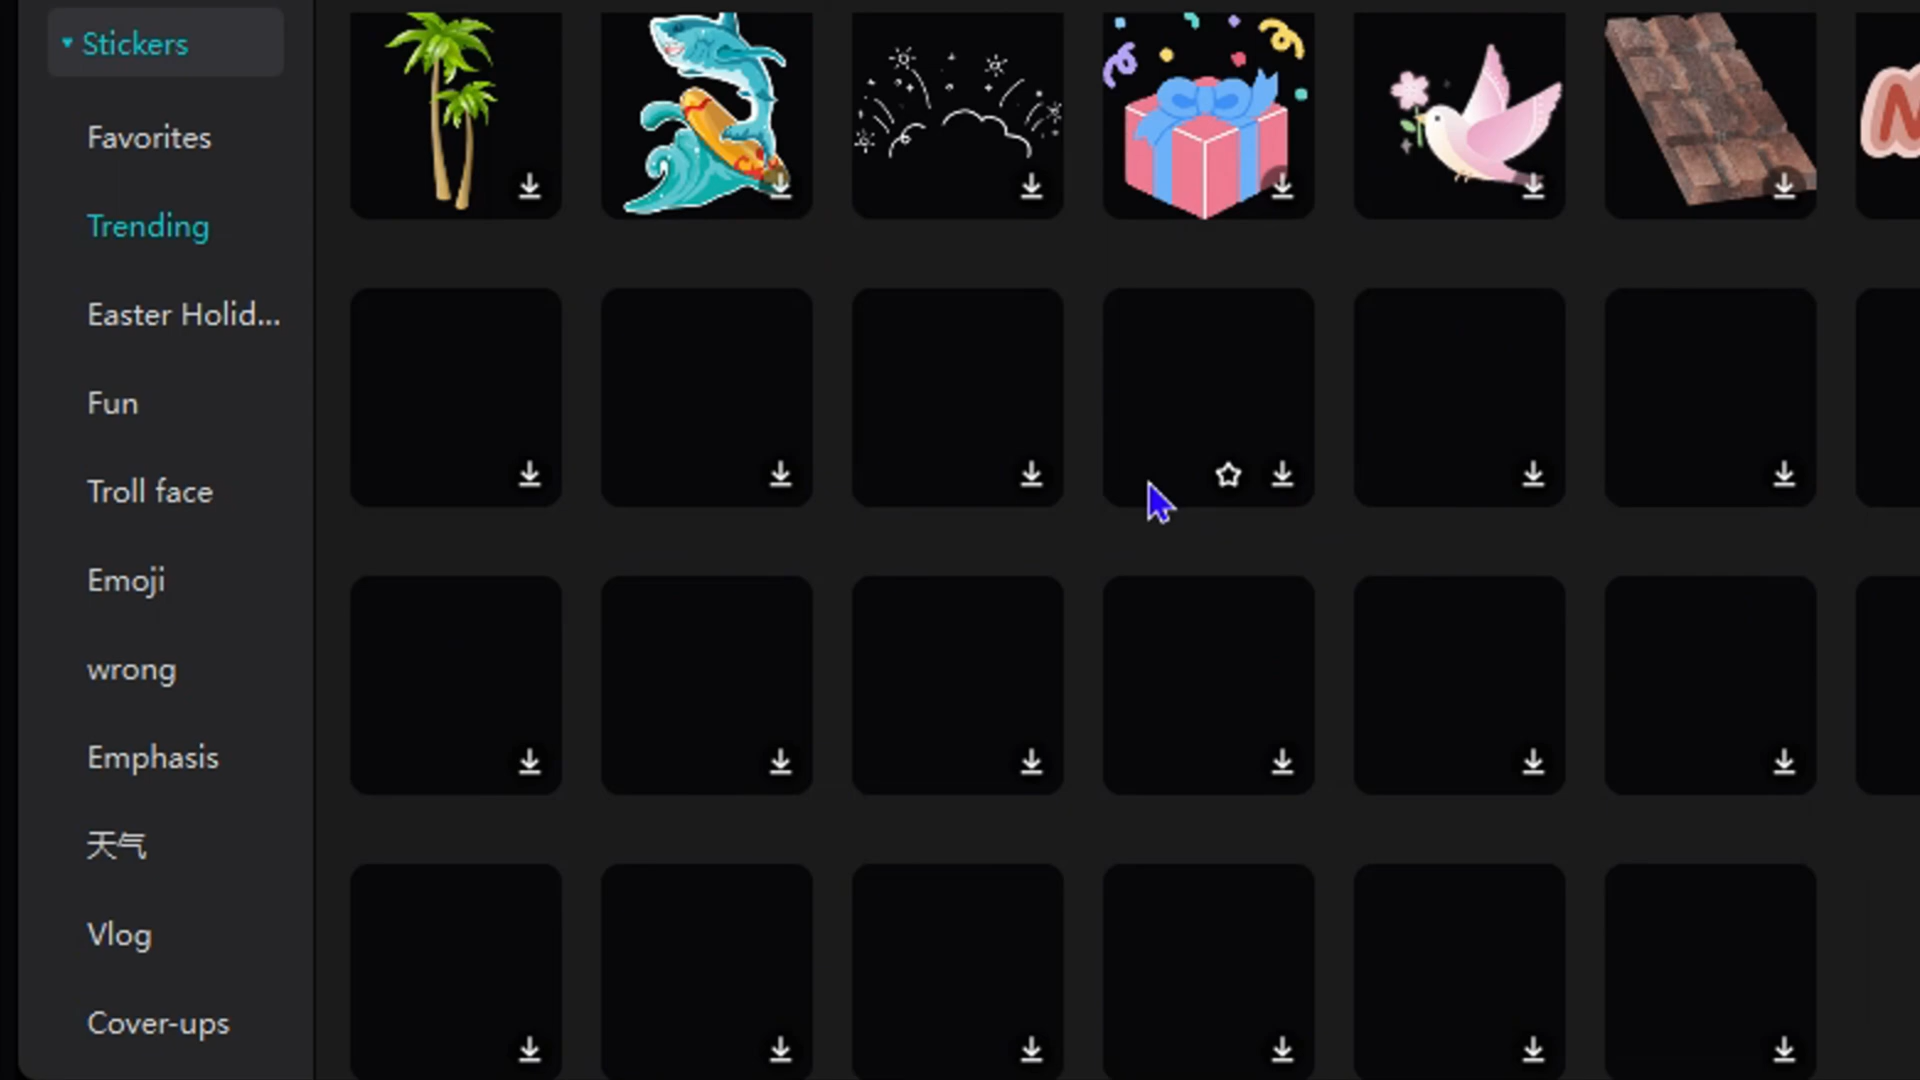 Stickers
Favorites
Trending
Easter Holid...
Fun
Troll face
Emoji
wrong
Emphasis
天气
Vlog
Cover-ups